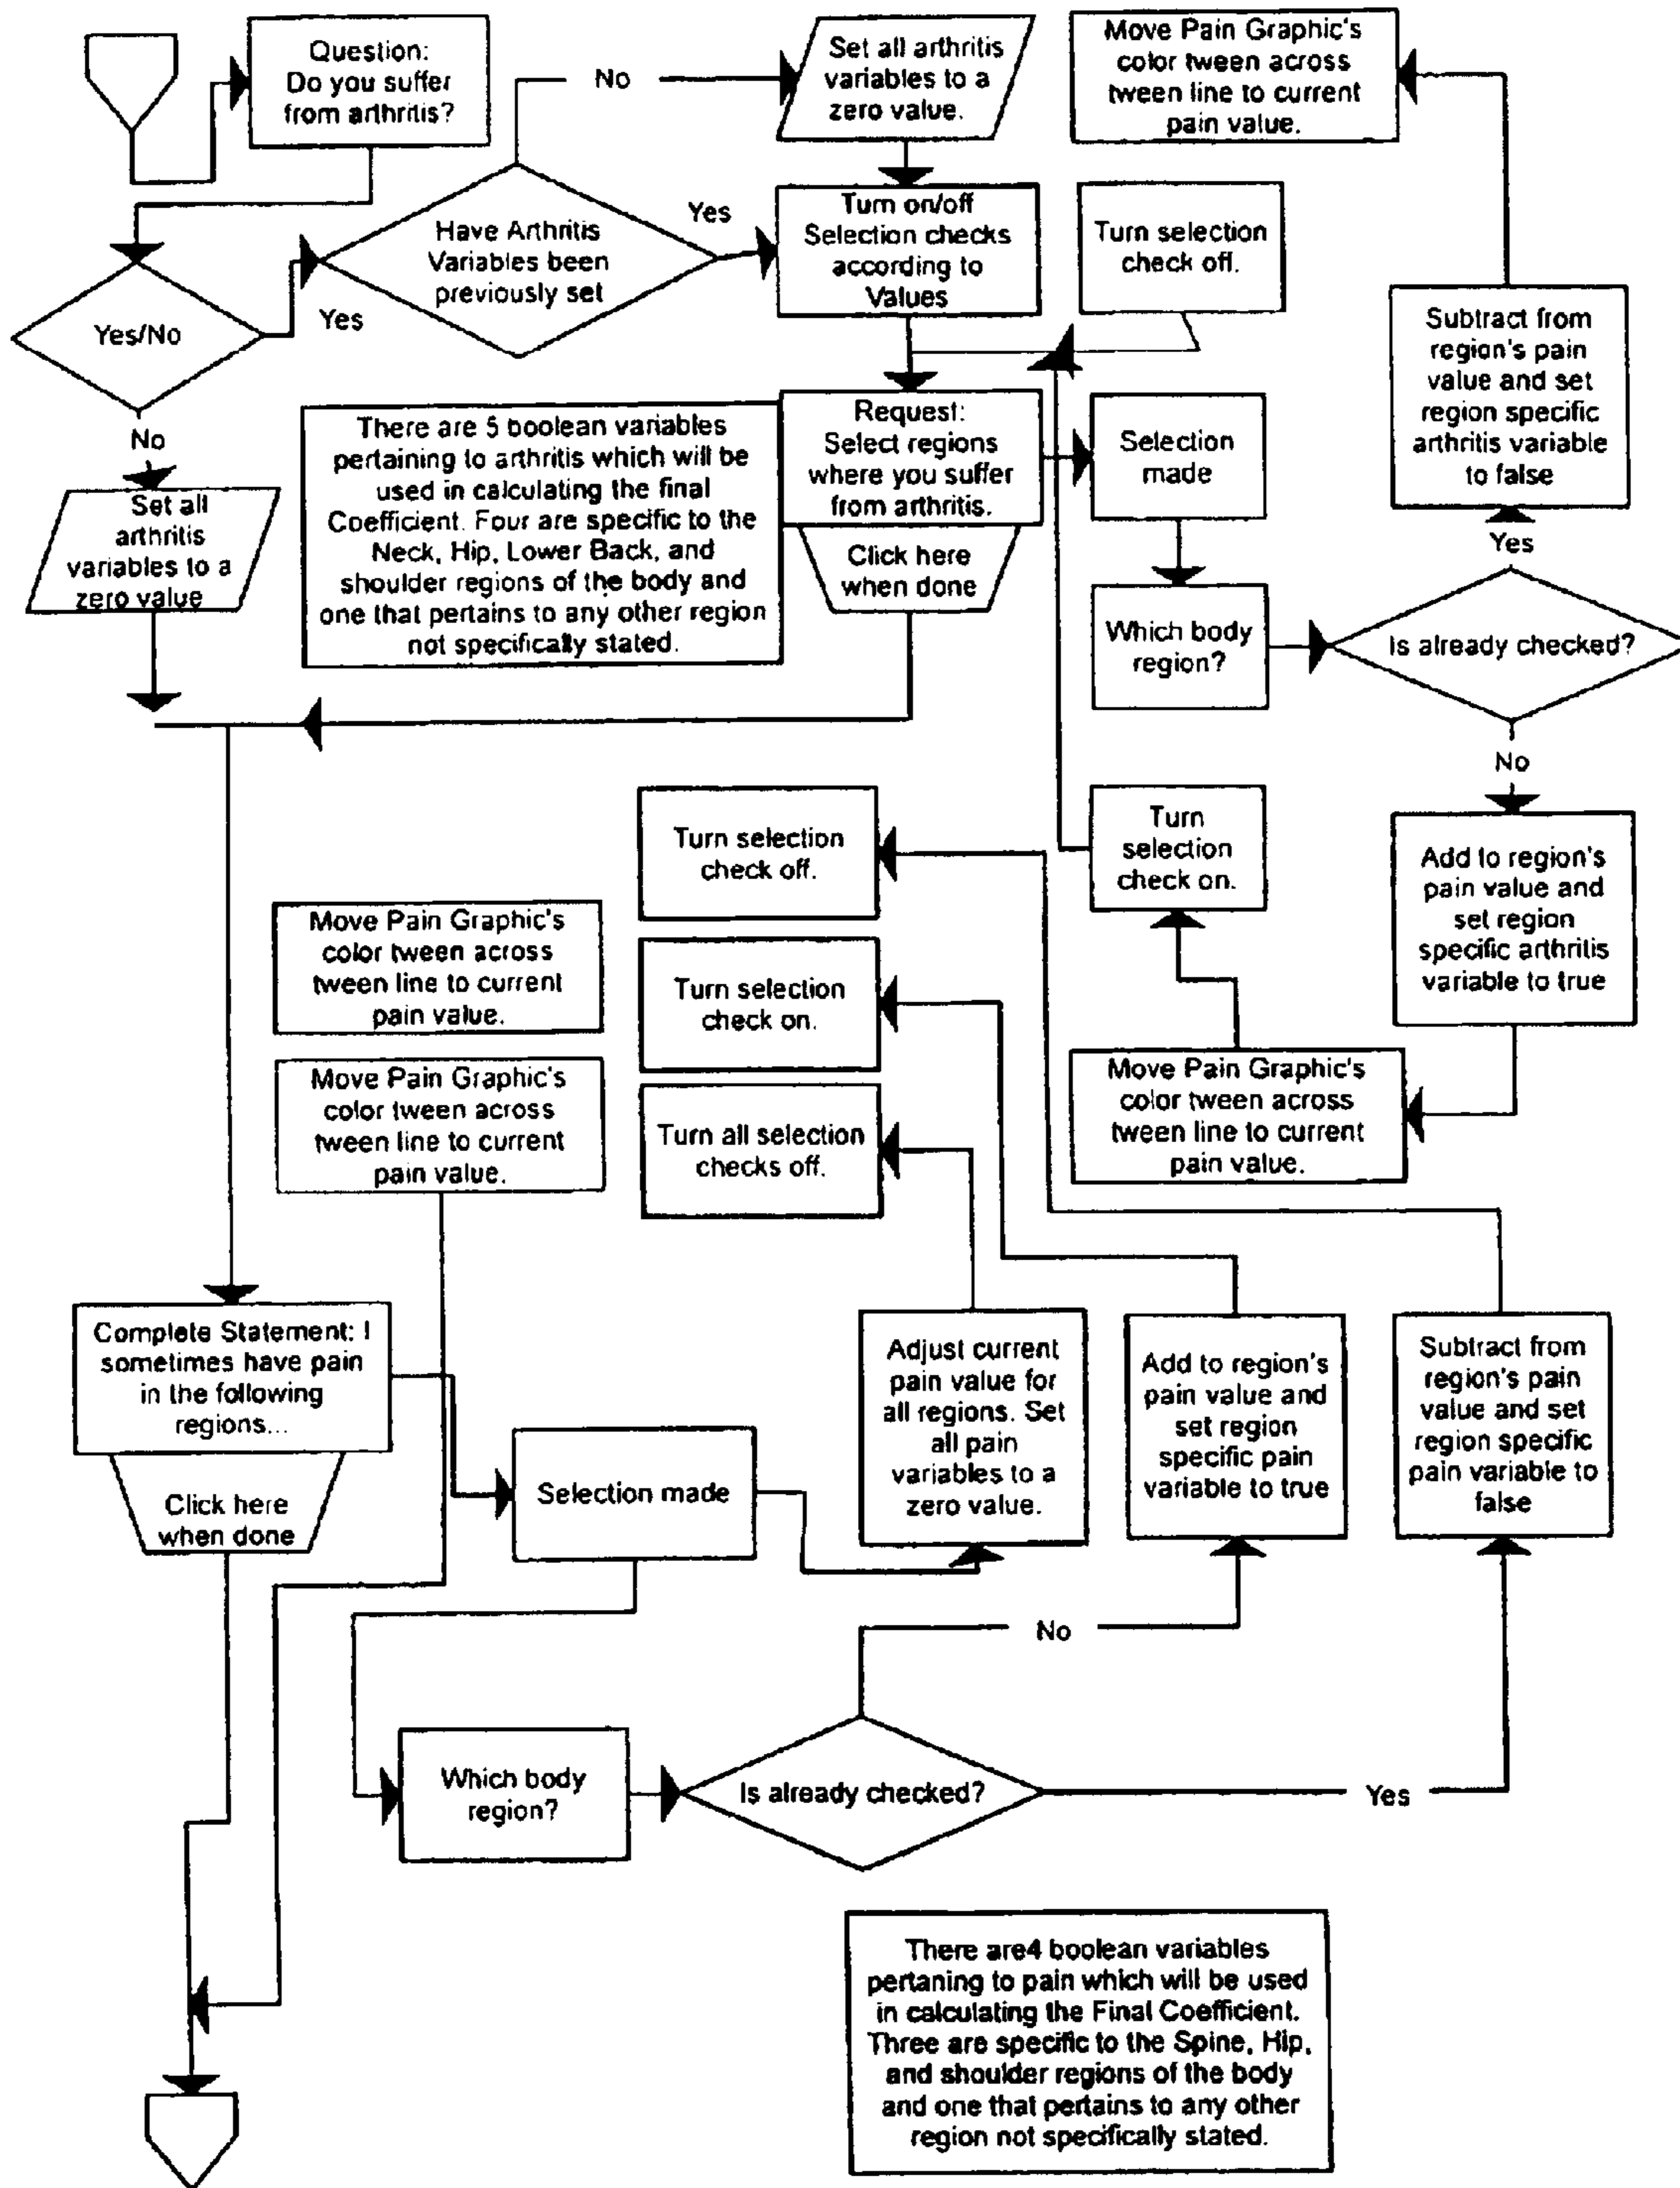 Question:
Do you suffer
from arthritis?
No
Set all arthritis
variables to a
zero value.
Move Pain Graphic's
color tween across
tween line to current
pain value.
Have Arthritis
Variables been
previously set
Yes
Turn on/off
Selection checks
according to
Values
Turn selection
check off.
Yes/No
Yes
Subtract from
region's pain
value and set
region specific
arthritis variable
to false
No
Set all
arthritis
variables to a
zero value
There are 5 boolean variables
pertaining to arthritis which will be
used in calculating the final
Coefficient. Four are specific to the
Neck, Hip, Lower Back, and
shoulder regions of the body and
one that pertains to any other region
not specifically stated.
Request:
Select regions
where you suffer
from arthritis.
Click here
when done
Selection
made
Which body
region?
Yes
Is already checked?
No
Turn
selection
check on.
Add to region's
pain value and
set region
specific arthritis
variable to true
Move Pain Graphic's
color tween across
tween line to current
pain value.
Turn selection
check off.
Turn selection
check on.
Turn all selection
checks off.
Move Pain Graphic's
color tween across
tween line to current
pain value.
Move Pain Graphic's
color tween across
tween line to current
pain value.
Complete Statement: I
sometimes have pain
in the following
regions...
Click here
when done
Selection made
Adjust current
pain value for
all regions. Set
all pain
variables to a
zero value.
Add to region's
pain value and
set region
specific pain
variable to true
Subtract from
region's pain
value and set
region specific
pain variable to
false
No
Which body
region?
Is already checked?
Yes
There are4 boolean variables
pertaning to pain which will be used
in calculating the Final Coefficient.
Three are specific to the Spine, Hip,
and shoulder regions of the body
and one that pertains to any other
region not specifically stated.